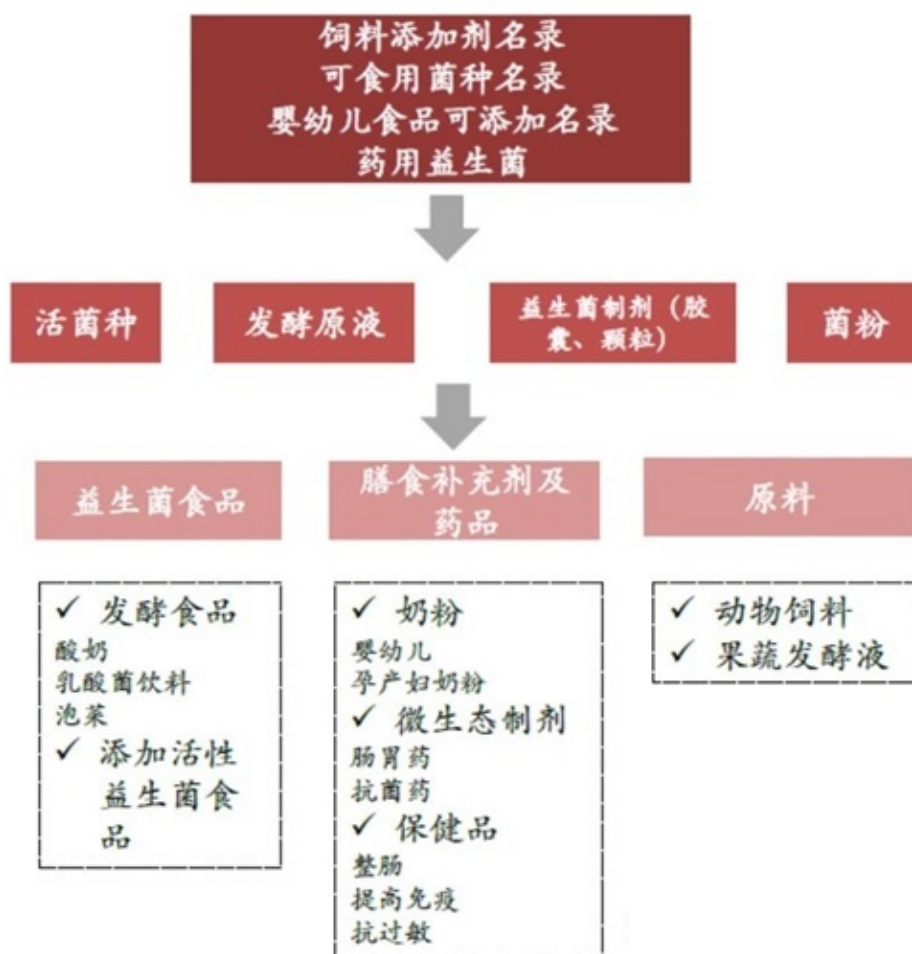 饲料添加剂名录
可食用菌种名录
婴幼儿食品可添加名录
药用益生菌
活菌种
发酵原液
益生菌制剂（胶
囊、颗粒）
菌粉
益生菌食品
膳食补充剂及
药品
原料
✓ 发酵食品
酸奶
乳酸菌饮料
泡菜
✓ 添加活性
益生菌食
品
✓ 奶粉
婴幼儿
孕产妇奶粉
✓ 微生态制剂
肠胃药
抗菌药
✓ 保健品
整肠
提高免疫
抗过敏
✓ 动物饲料
✓ 果蔬发酵液